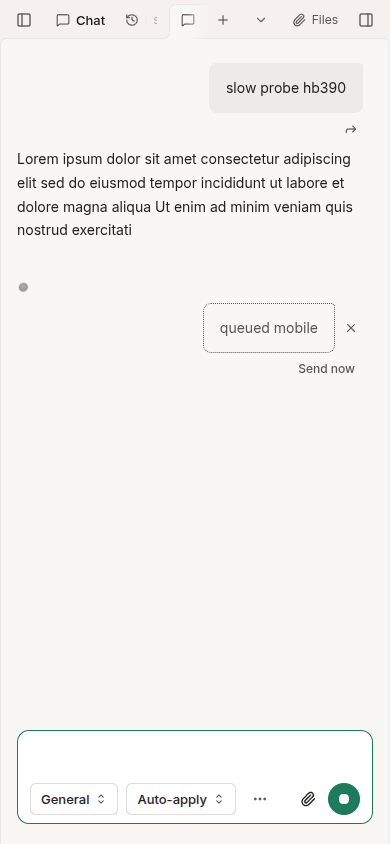 Chat
Files
slow probe hb390
Lorem ipsum dolor sit amet consectetur adipiscing
elit sed do eiusmod tempor incididunt ut labore et
dolore magna aliqua Ut enim ad minim veniam quis
nostrud exercitati
queued mobile
Send now
General
Auto-apply